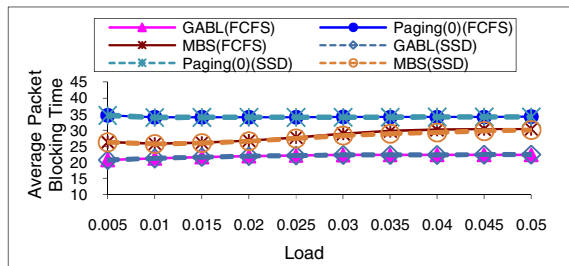 GABL(FCFS) Paging(0)(FCFS)
MBS(FCFS) GABL(SSD)
Paging(0)(SSD) MBS(SSD)
Average Packet
Blocking Time
45
40
35
30
25
20
15
10
0.005 0.01 0.015 0.02 0.025 0.03 0.035 0.04 0.045 0.05
Load